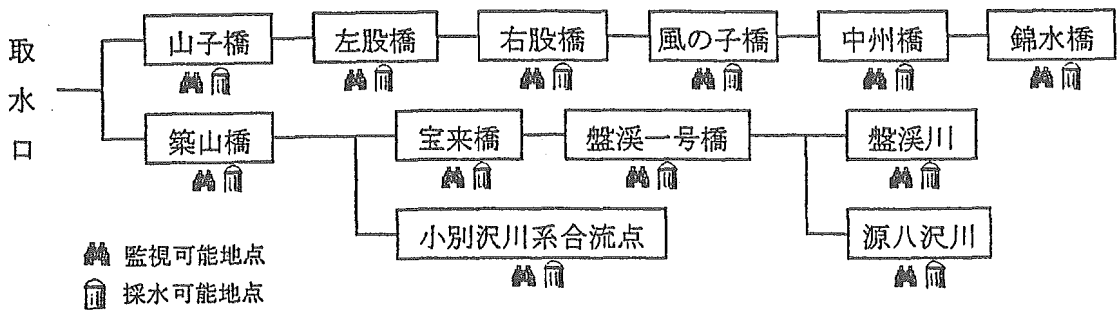 取水口
山子橋 左股橋 右股橋 風の子橋 中州橋 錦水橋
築山橋 宝来橋 盤渓一号橋 盤渓川
小別沢川系合流点 源八沢川
監視可能地点
採水可能地点